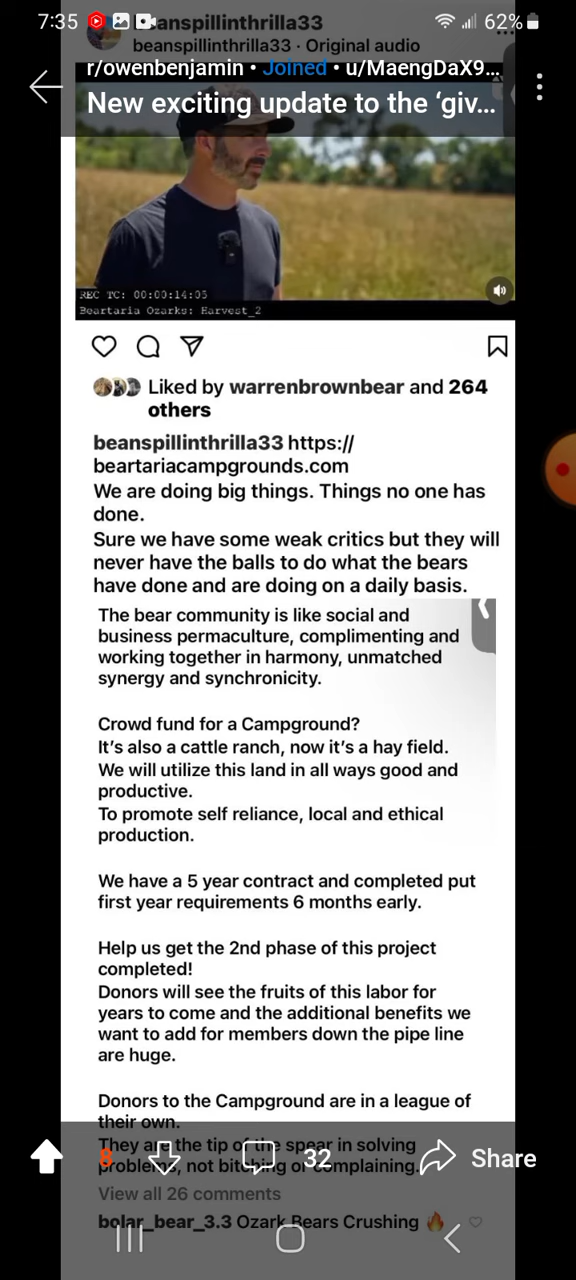 7:35
62%
beanspillinthrilla33
beanspillinthrilla33 · Original audio
r/owenbenjamin • Joined • u/MaengDaX9...
New exciting update to the ‘giv...
REC TC: 00:00:14:05
Beartaria Ozarks: Harvest_2
Liked by warrenbrownbear and 264
others
beanspillinthrilla33 https://
beartariacampgrounds.com
We are doing big things. Things no one has
done.
Sure we have some weak critics but they will
never have the balls to do what the bears
have done and are doing on a daily basis.
The bear community is like social and
business permaculture, complimenting and
working together in harmony, unmatched
synergy and synchronicity.
Crowd fund for a Campground?
It’s also a cattle ranch, now it’s a hay field.
We will utilize this land in all ways good and
productive.
To promote self reliance, local and ethical
production.
We have a 5 year contract and completed put
first year requirements 6 months early.
Help us get the 2nd phase of this project
completed!
Donors will see the fruits of this labor for
years to come and the additional benefits we
want to add for members down the pipe line
are huge.
Donors to the Campground are in a league of
their own.
They are the tip of the spear in solving
problems, not bitching or complaining.
8
32
Share
View all 26 comments
bolar_bear_3.3 Ozark Bears Crushing 🔥